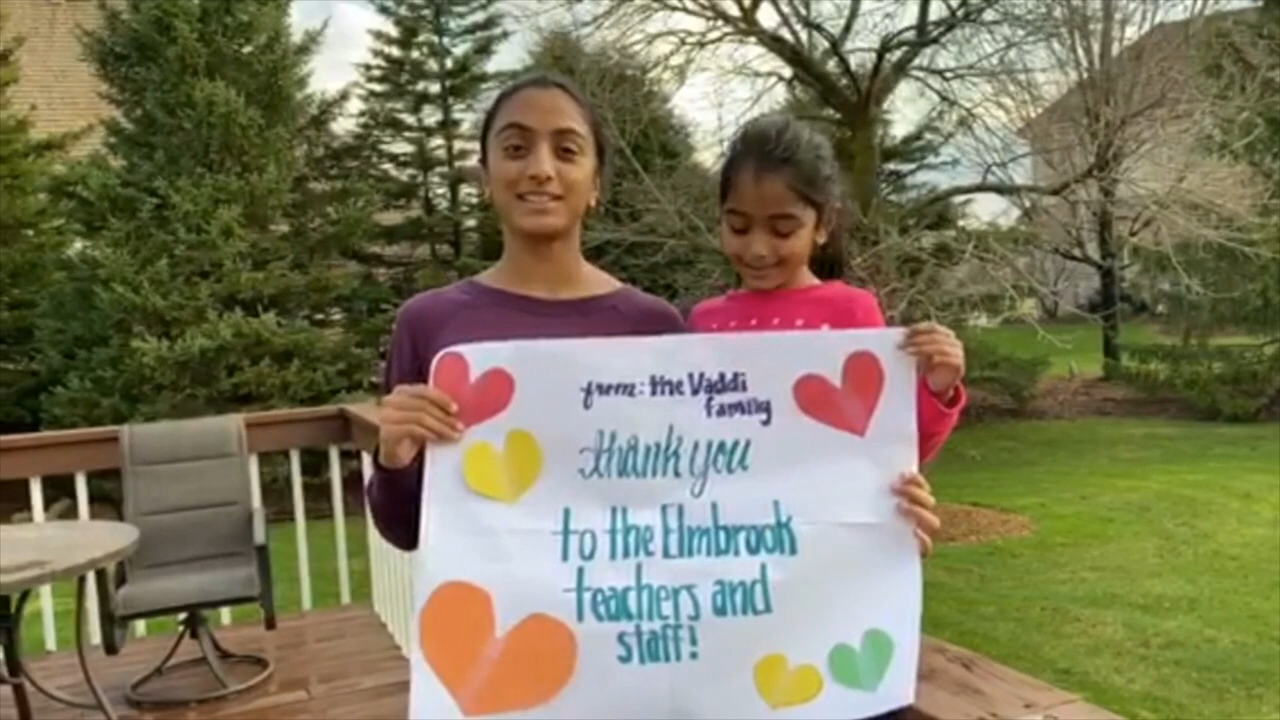 from: the Vaddi
family
thank you
to the Elmbrook
teachers and
staff!